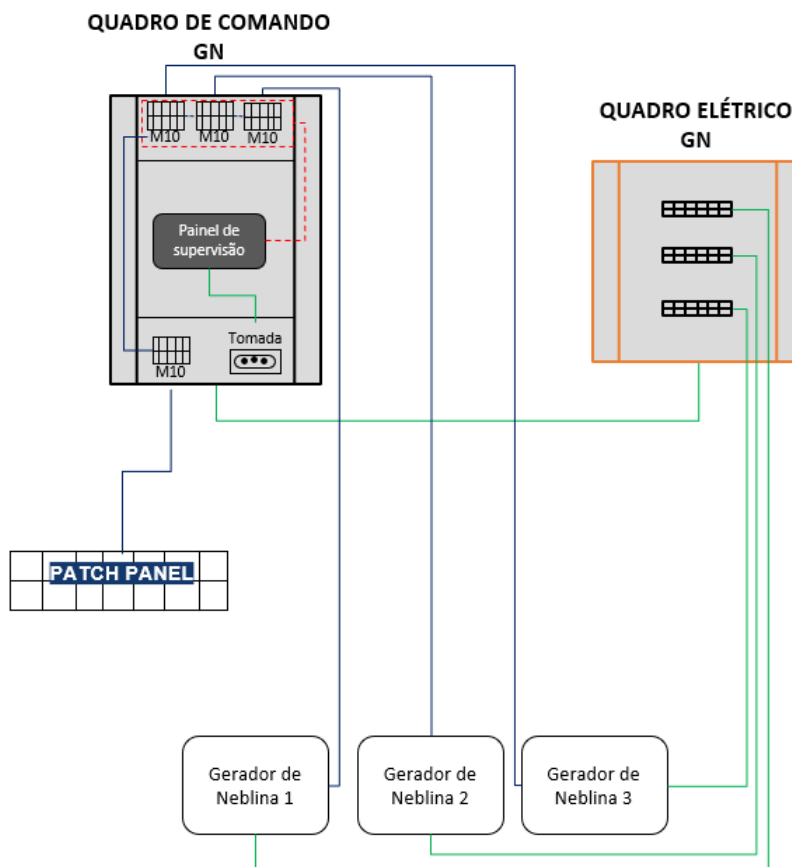 QUADRO DE COMANDO
GN
QUADRO ELÉTRICO
GN
M10
M10
M10
Painel de
supervisão
Tomada
M10
PATCH PANEL
Gerador de
Neblina 1
Gerador de
Neblina 2
Gerador de
Neblina 3